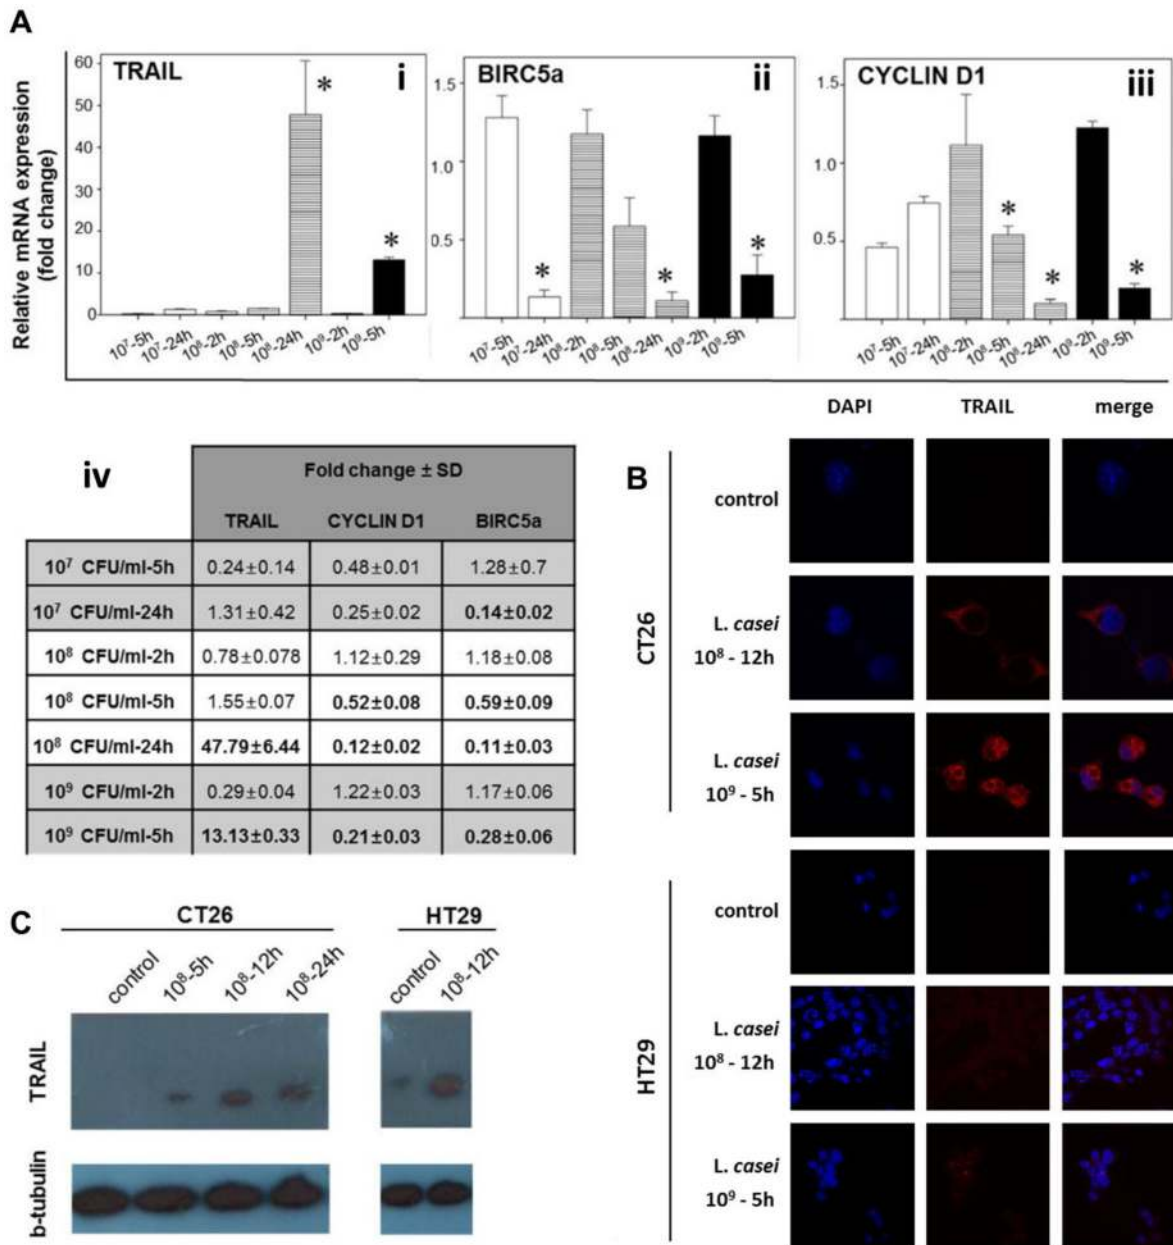 A
Relative mRNA expression
(fold change)
TRAIL
i
60
50
40
30
20
10
0
10⁷-5h
10⁷-24h
10⁸-2h
10⁸-5h
10⁸-24h
10⁹-2h
10⁹-5h
*
*
BIRC5a
ii
1.5
1.0
0.5
10⁷-5h
10⁷-24h
10⁸-2h
10⁸-5h
10⁸-24h
10⁹-2h
10⁹-5h
*
*
*
CYCLIN D1
iii
1.5
1.0
0.5
10⁷-5h
10⁷-24h
10⁸-2h
10⁸-5h
10⁸-24h
10⁹-2h
10⁹-5h
*
*
*
iv
Fold change ± SD
TRAIL CYCLIN D1 BIRC5a
10⁷ CFU/ml-5h 0.24±0.14 0.48±0.01 1.28±0.7
10⁷ CFU/ml-24h 1.31±0.42 0.25±0.02 0.14±0.02
10⁸ CFU/ml-2h 0.78±0.078 1.12±0.29 1.18±0.08
10⁸ CFU/ml-5h 1.55±0.07 0.52±0.08 0.59±0.09
10⁸ CFU/ml-24h 47.79±6.44 0.12±0.02 0.11±0.03
10⁹ CFU/ml-2h 0.29±0.04 1.22±0.03 1.17±0.06
10⁹ CFU/ml-5h 13.13±0.33 0.21±0.03 0.28±0.06
B
DAPI TRAIL merge
CT26
control
L. casei
10⁸ - 12h
L. casei
10⁹ - 5h
HT29
control
L. casei
10⁸ - 12h
L. casei
10⁹ - 5h
C
CT26 HT29
control 10⁸-5h 10⁸-12h 10⁸-24h control 10⁸-12h
TRAIL
b-tubulin